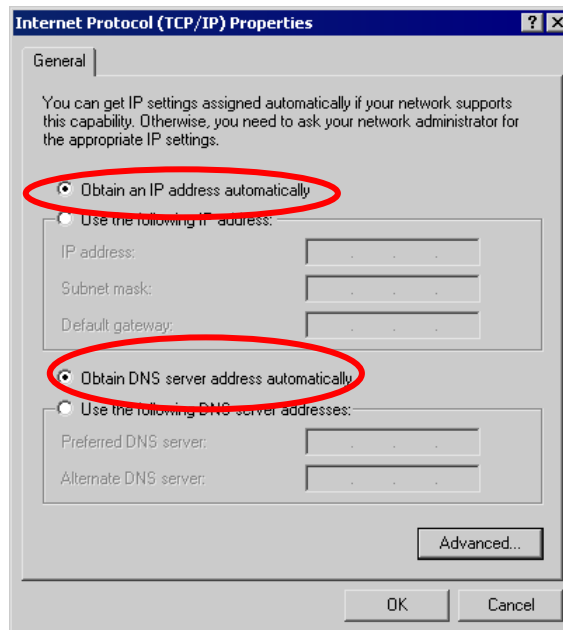 Internet Protocol (TCP/IP) Properties
General
You can get IP settings assigned automatically if your network supports
this capability. Otherwise, you need to ask your network administrator for
the appropriate IP settings.
Obtain an IP address automatically
Use the following IP address:
IP address:
Subnet mask:
Default gateway:
Obtain DNS server address automatically
Use the following DNS server addresses:
Preferred DNS server:
Alternate DNS server:
Advanced...
OK
Cancel